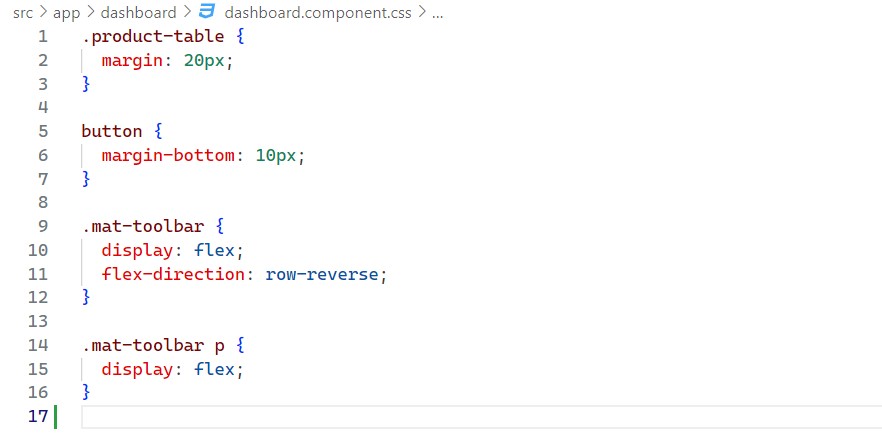 src > app > dashboard > dashboard.component.css > ...
1 .product-table {
2   margin: 20px;
3 }
4
5 button {
6   margin-bottom: 10px;
7 }
8
9 .mat-toolbar {
10   display: flex;
11   flex-direction: row-reverse;
12 }
13
14 .mat-toolbar p {
15   display: flex;
16 }
17